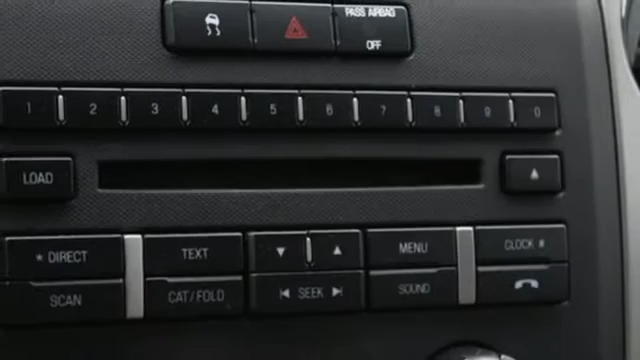 PASS AIRBAG
OFF
1 2 3 4 5 6 7 8 9 0
LOAD
* DIRECT TEXT MENU CLOCK #
SCAN CAT/FOLD SEEK SOUND